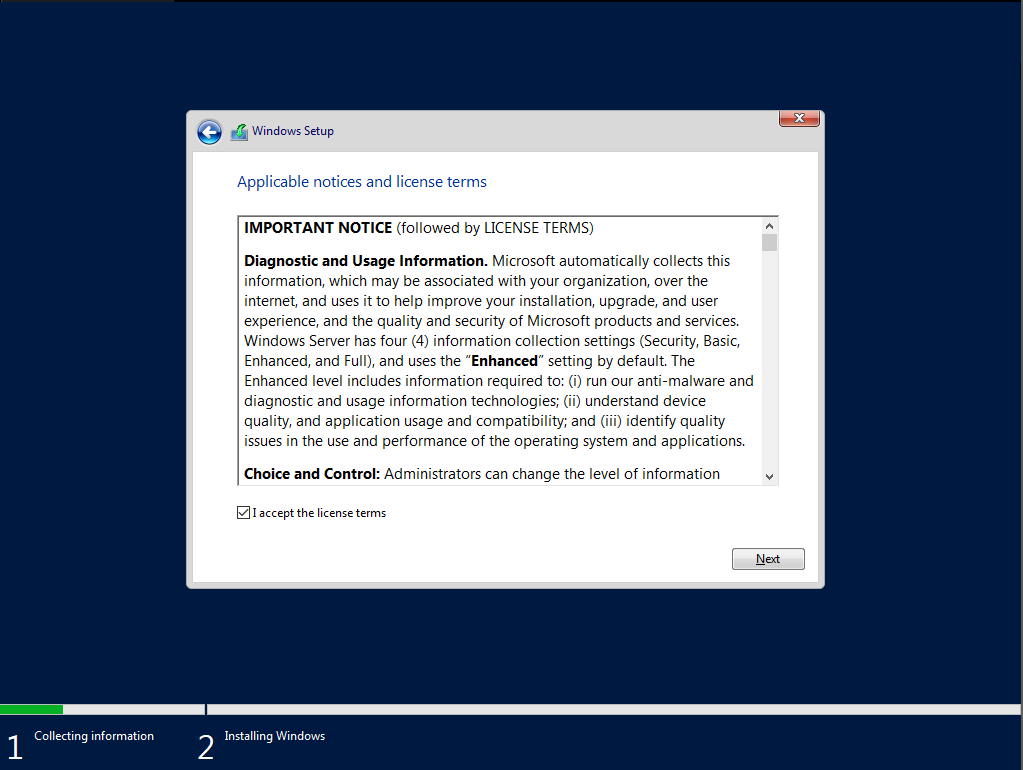 Windows Setup
Applicable notices and license terms
IMPORTANT NOTICE (followed by LICENSE TERMS)
Diagnostic and Usage Information. Microsoft automatically collects this
information, which may be associated with your organization, over the
internet, and uses it to help improve your installation, upgrade, and user
experience, and the quality and security of Microsoft products and services.
Windows Server has four (4) information collection settings (Security, Basic,
Enhanced, and Full), and uses the “Enhanced” setting by default. The
Enhanced level includes information required to: (i) run our anti-malware and
diagnostic and usage information technologies; (ii) understand device
quality, and application usage and compatibility; and (iii) identify quality
issues in the use and performance of the operating system and applications.
Choice and Control: Administrators can change the level of information
I accept the license terms
Next
1 Collecting information
2 Installing Windows